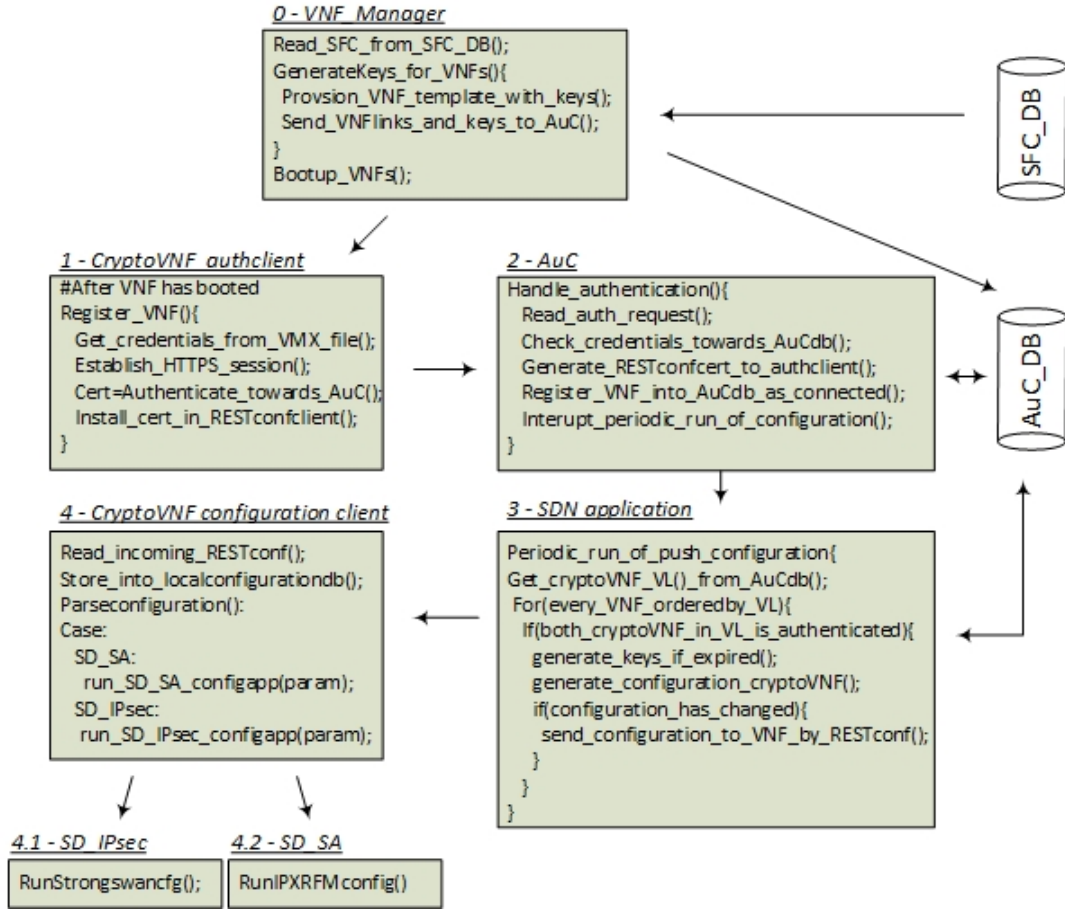 0 - VNF_Manager
Read_SFC_from_SFC_DB();
GenerateKeys_for_VNFs(){
Provsion_VNF_template_with_keys();
Send_VNFlinks_and_keys_to_AuC();
}
Bootup_VNFs();
SFC_DB
1 - CryptoVNF authclient
#After VNF has booted
Register_VNF(){
Get_credentials_from_VMX_file();
Establish_HTTPS_session();
Cert=Authenticate_towards_AuC();
Install_cert_in_RESTconfclient();
}
2 - AuC
Handle_authentication(){
Read_auth_request();
Check_credentials_towards_AuCdb();
Generate_RESTconfcert_to_authclient();
Register_VNF_into_AuCdb_as_connected();
Interupt_periodic_run_of_configuration();
}
AuC_DB
3 - SDN application
Periodic_run_of_push_configuration{
Get_cryptoVNF_VL()_from_AuCdb();
For(every_VNF_orderedby_VL){
If(both_cryptoVNF_in_VL_is_authenticated){
generate_keys_if_expired();
generate_configuration_cryptoVNF();
if(configuration_has_changed){
send_configuration_to_VNF_by_RESTconf();
}
}
}
4 - CryptoVNF configuration client
Read_incoming_RESTconf();
Store_into_localconfigurationdb();
Parseconfiguration():
Case:
SD_SA:
run_SD_SA_configapp(param);
SD_IPsec:
run_SD_IPsec_configapp(param);
4.1 - SD_IPsec
RunStrongswancfg();
4.2 - SD_SA
RunIPXRFMconfig()